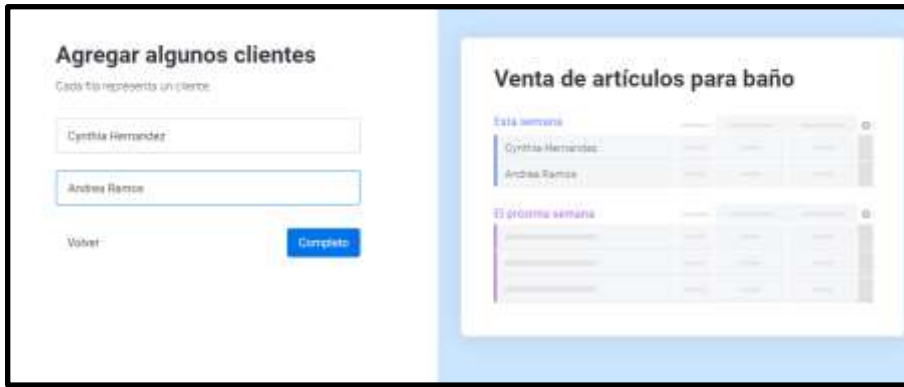 Agregar algunos clientes
Cada fila representa un cliente.
Cynthia Hernandez
Andrea Ramos
Volver
Completo
Venta de artículos para baño
Esta semana
Cynthia Hernandez
Andrea Ramos
El próxima semana